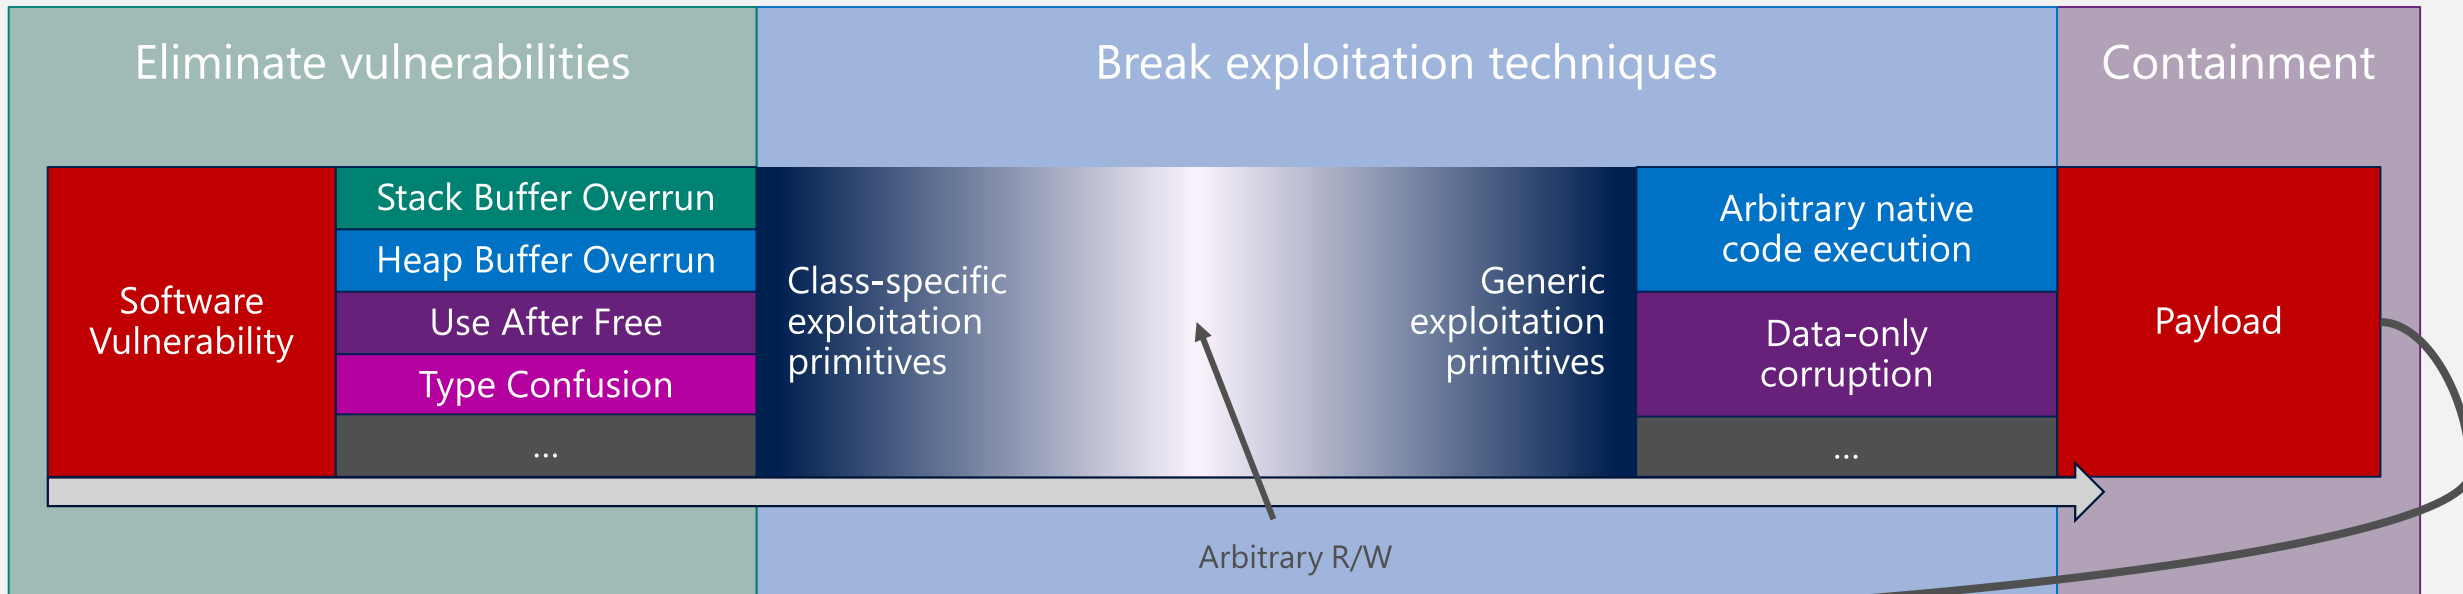 Eliminate vulnerabilities
Break exploitation techniques
Containment
Software
Vulnerability
Stack Buffer Overrun
Heap Buffer Overrun
Use After Free
Type Confusion
...
Class-specific
exploitation
primitives
Generic
exploitation
primitives
Arbitrary native
code execution
Data-only
corruption
...
Payload
Arbitrary R/W